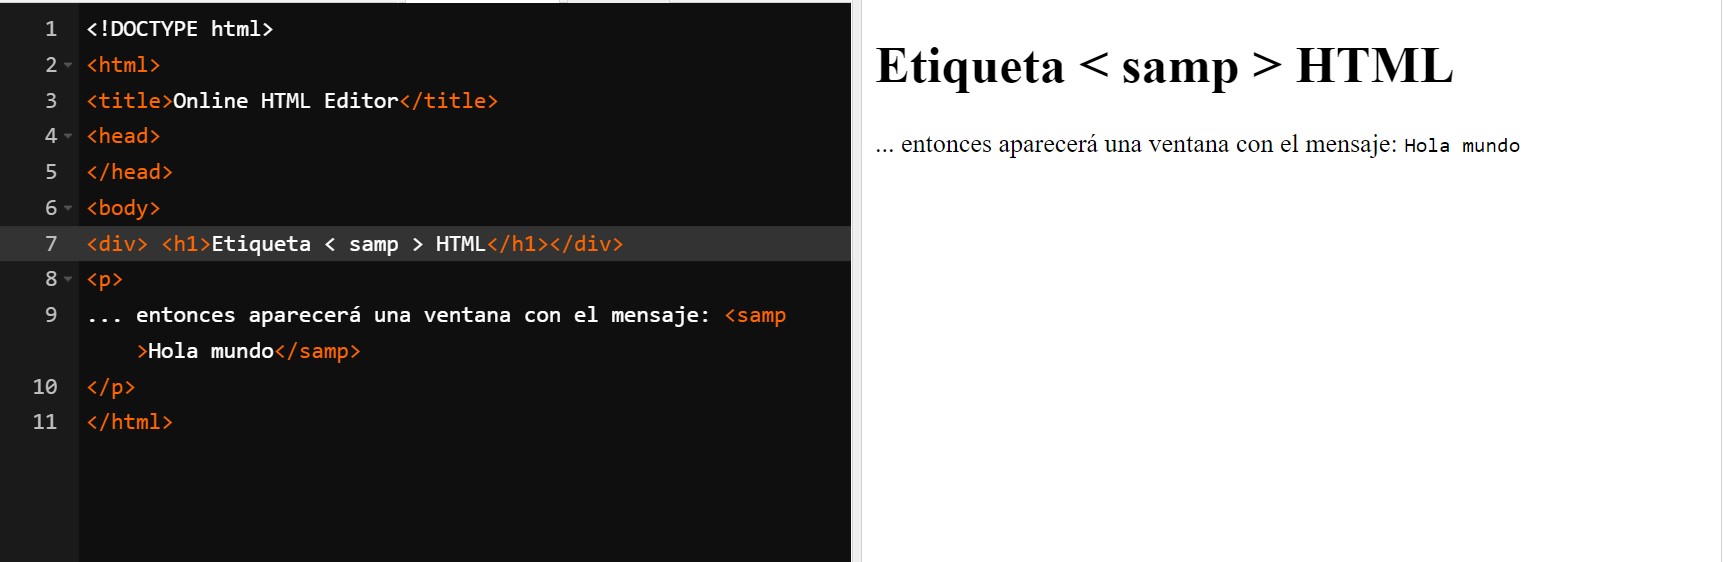 1 <!DOCTYPE html>
2 <html>
3 <title>Online HTML Editor</title>
4 <head>
5 </head>
6 <body>
7 <div> <h1>Etiqueta < samp > HTML</h1></div>
8 <p>
9 ... entonces aparecerá una ventana con el mensaje: <samp
>Hola mundo</samp>
10 </p>
11 </html>
Etiqueta < samp > HTML
... entonces aparecerá una ventana con el mensaje: Hola mundo